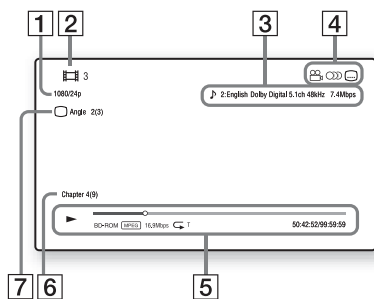 1 2 3 4
3
1080/24p
♪ 2:English Dolby Digital 5.1ch 48kHz 7.4Mbps
Angle 2(3)
Chapter 4(9)
BD-ROM MPEG 16.9Mbps T 50:42:52/99:59:59
7 6 5